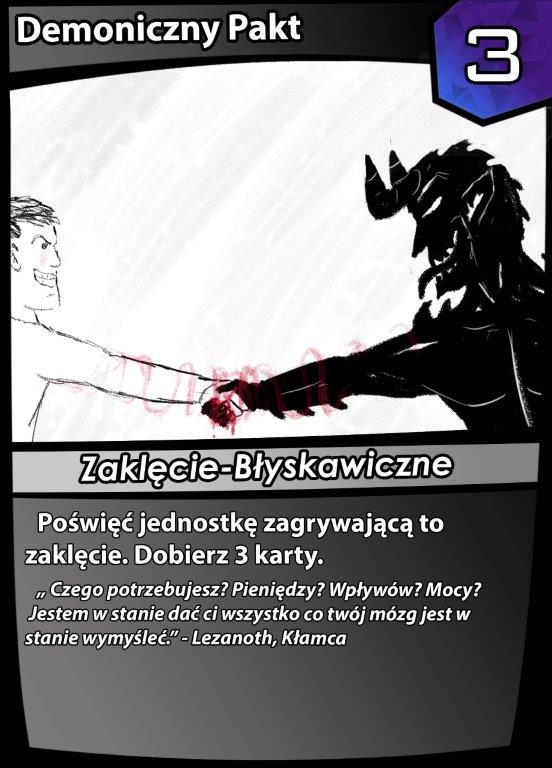 Demoniczny Pakt
3
Zaklęcie-Błyskawiczne
Poświęć jednostkę zagrywającą to
zaklęcie. Dobierz 3 karty.
„ Czego potrzebujesz? Pieniędzy? Wpływów? Mocy?
Jestem w stanie dać ci wszystko co twój mózg jest w
stanie wymyśleć.” - Lezanoth, Kłamca